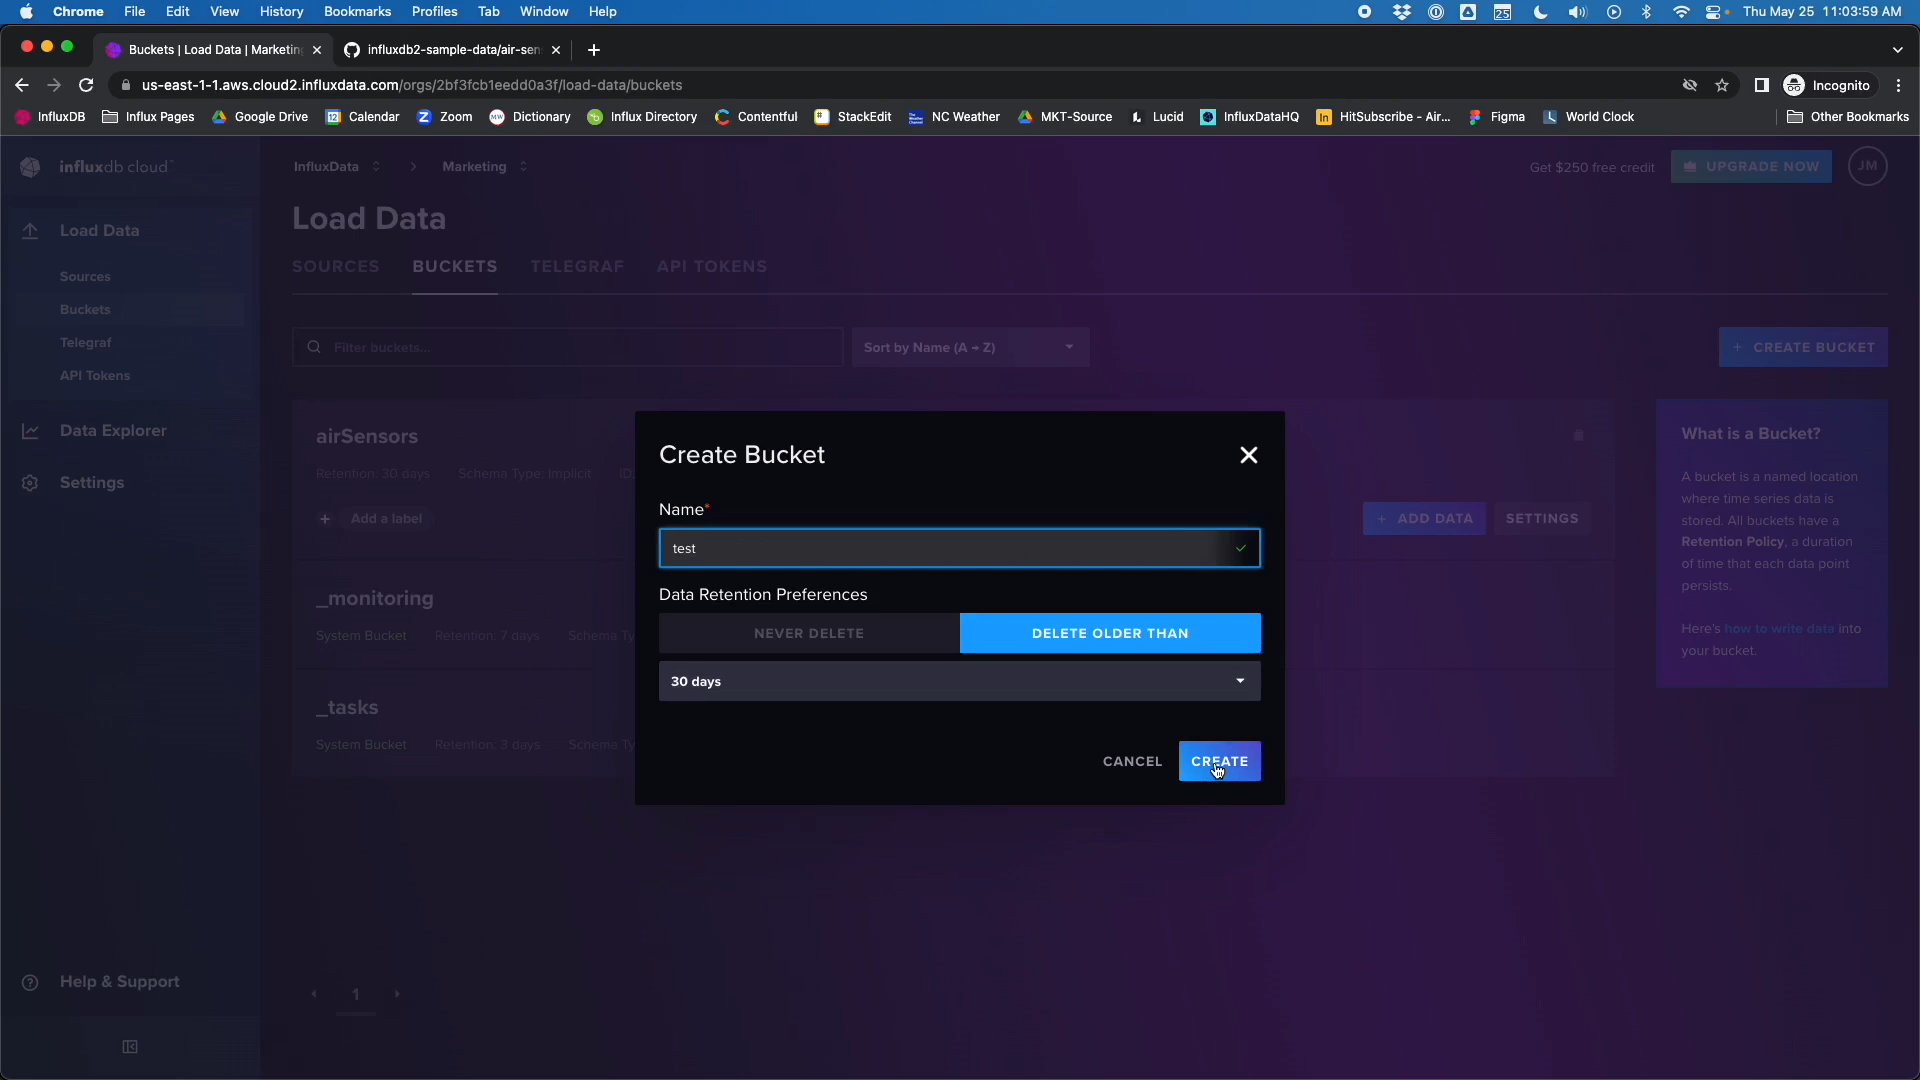 Chrome File Edit View History Bookmarks Profiles Tab Window Help
25
Thu May 25 11:03:59 AM
Buckets | Load Data | Marketing
influxdb2-sample-data/air-sen
us-east-1-1.aws.cloud2.influxdata.com/orgs/2bf3fcb1eedd0a3f/load-data/buckets
Incognito
InfluxDB
Influx Pages
Google Drive
Calendar
Zoom
Dictionary
Influx Directory
Contentful
StackEdit
NC Weather
MKT-Source
Lucid
InfluxDataHQ
HitSubscribe - Air...
Figma
World Clock
Other Bookmarks
influxdb cloud™
InfluxData > Marketing
Get $250 free credit
UPGRADE NOW
JM
Load Data
Sources
Buckets
Telegraf
API Tokens
Data Explorer
Settings
Help & Support
Load Data
SOURCES BUCKETS TELEGRAF API TOKENS
Filter buckets...
Sort by Name (A → Z)
+ CREATE BUCKET
airSensors
Retention: 30 days Schema Type: Implicit ID:
+ Add a label
+ ADD DATA
SETTINGS
_monitoring
System Bucket Retention: 7 days Schema Ty
_tasks
System Bucket Retention: 3 days Schema Ty
1
What is a Bucket?
A bucket is a named location
where time series data is
stored. All buckets have a
Retention Policy, a duration
of time that each data point
persists.
Here's how to write data into
your bucket.
Create Bucket
Name*
test
Data Retention Preferences
NEVER DELETE
DELETE OLDER THAN
30 days
CANCEL
CREATE